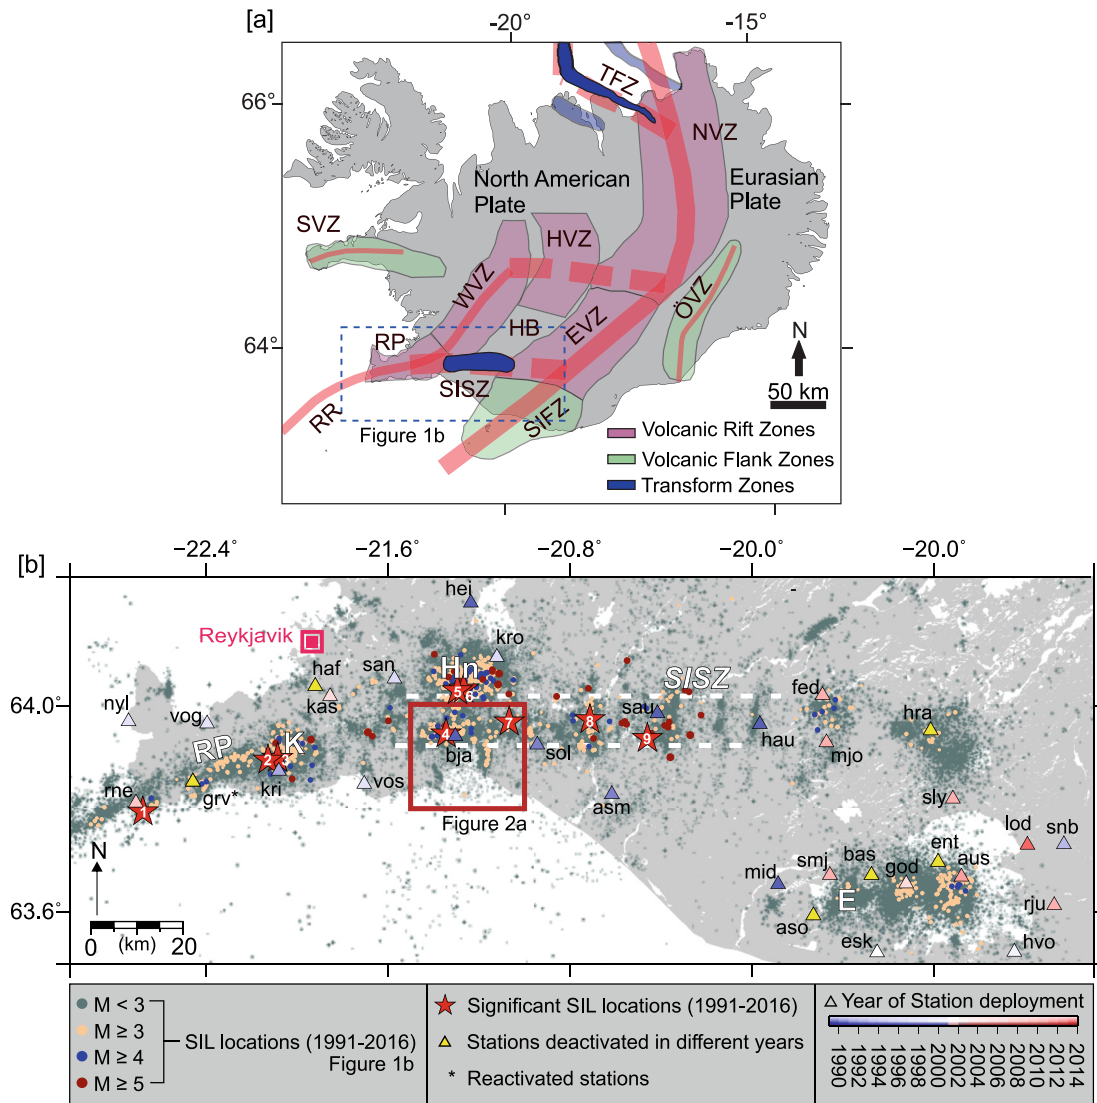 [a]
-20° -15°
66°
64°
TFZ
NVZ
North American
Plate
Eurasian
Plate
SVZ
HVZ
WVZ
ÖVZ
HB
EVZ
RP
SISZ
RR
SIFZ
Figure 1b
N
50 km
Volcanic Rift Zones
Volcanic Flank Zones
Transform Zones
[b]
−22.4° −21.6 −20.8 −20.0 −20.0
64.0
63.6
hei
Reykjavik
kro
haf
san
Hn
kas
SISZ
fed
nyl
vog
5 6
sau
hra
RP
K
4
7
8
9
hau
2 3
bja
sol
mjo
rne
grv*
kri
vos
asm
sly
1
Figure 2a
N
lod
snb
ent
mid
smj
bas
god
aus
E
rju
aso
esk
hvo
0 20
(km)
M < 3
M ≥ 3
M ≥ 4
M ≥ 5
SIL locations (1991-2016)
Figure 1b
Significant SIL locations (1991-2016)
Stations deactivated in different years
* Reactivated stations
Year of Station deployment
1990 1992 1994 1996 1998 2000 2002 2004 2006 2008 2010 2012 2014